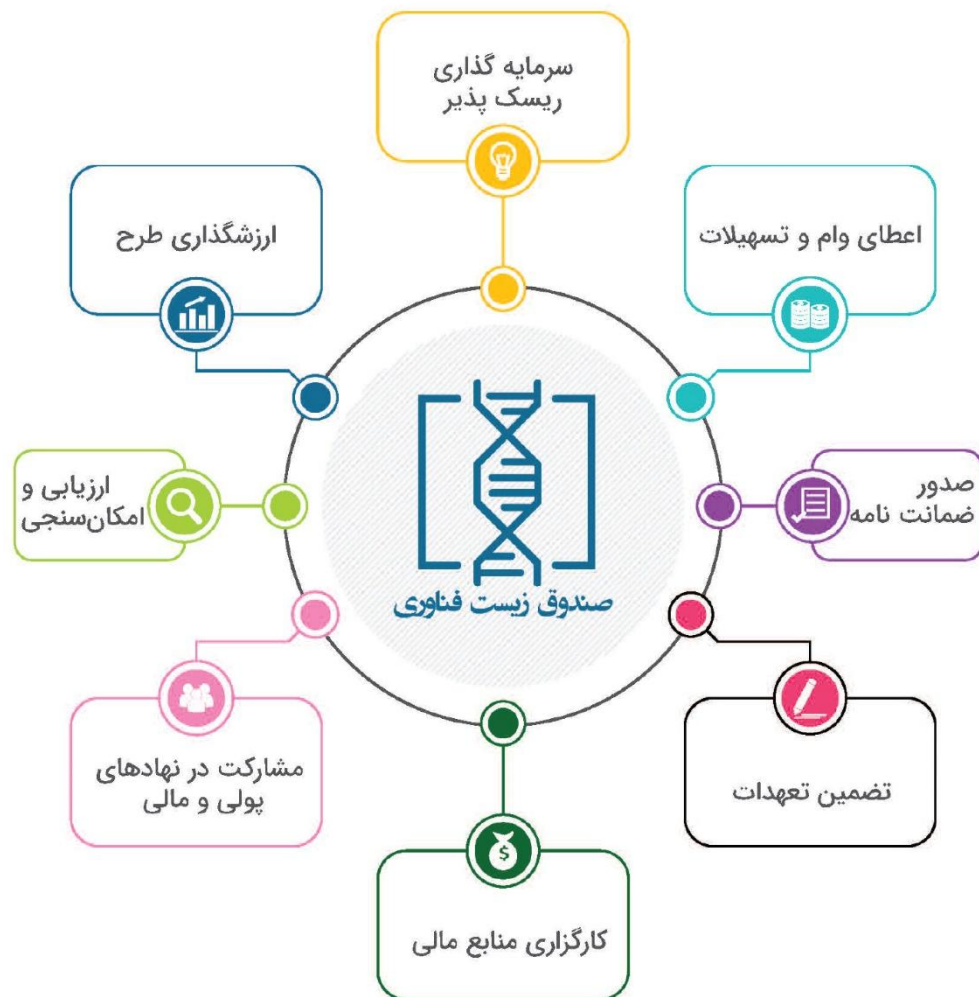 سرمایه گذاری
ریسک پذیر
اعطای وام و تسهیلات
ارزشگذاری طرح
صدور
ضمانت نامه
ارزیابی و
امکان‌سنجی
صندوق زیست فناوری
تضمین تعهدات
مشارکت در نهادهای
پولی و مالی
$
کارگزاری منابع مالی